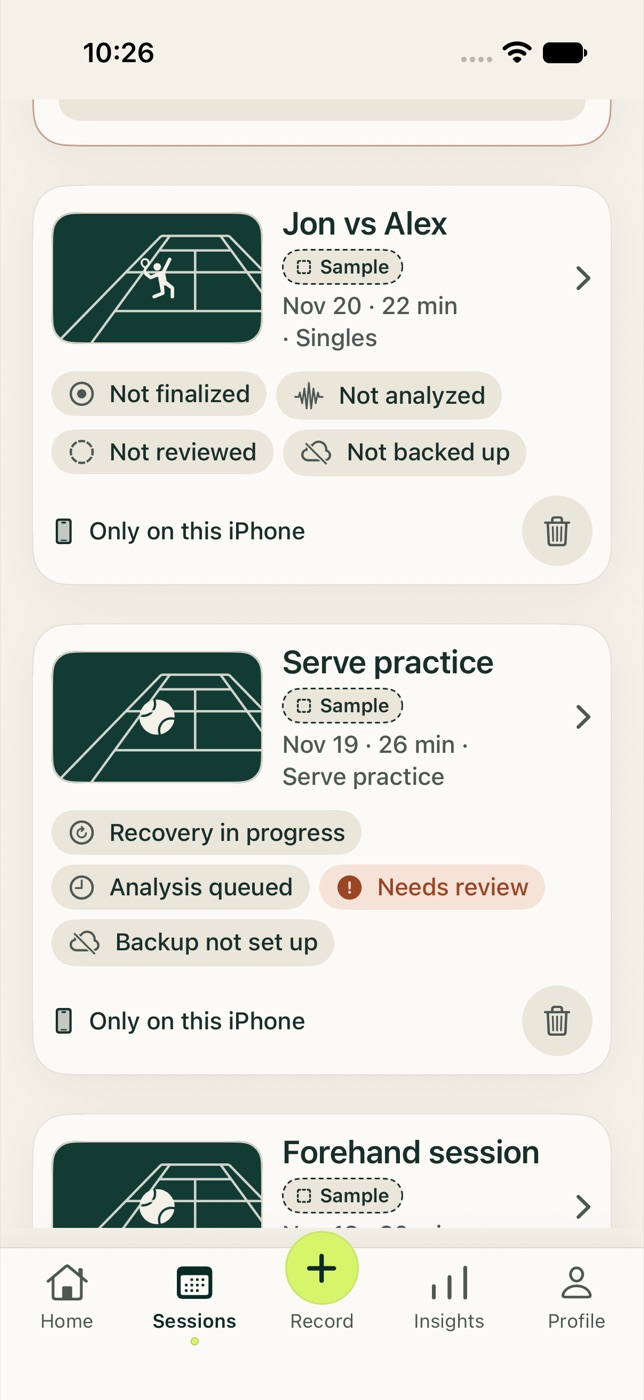 10:26
Jon vs Alex
Sample
Nov 20 · 22 min
· Singles
Not finalized
Not analyzed
Not reviewed
Not backed up
Only on this iPhone
Serve practice
Sample
Nov 19 · 26 min ·
Serve practice
Recovery in progress
Analysis queued
Needs review
Backup not set up
Only on this iPhone
Forehand session
Sample
Home
Sessions
Record
Insights
Profile